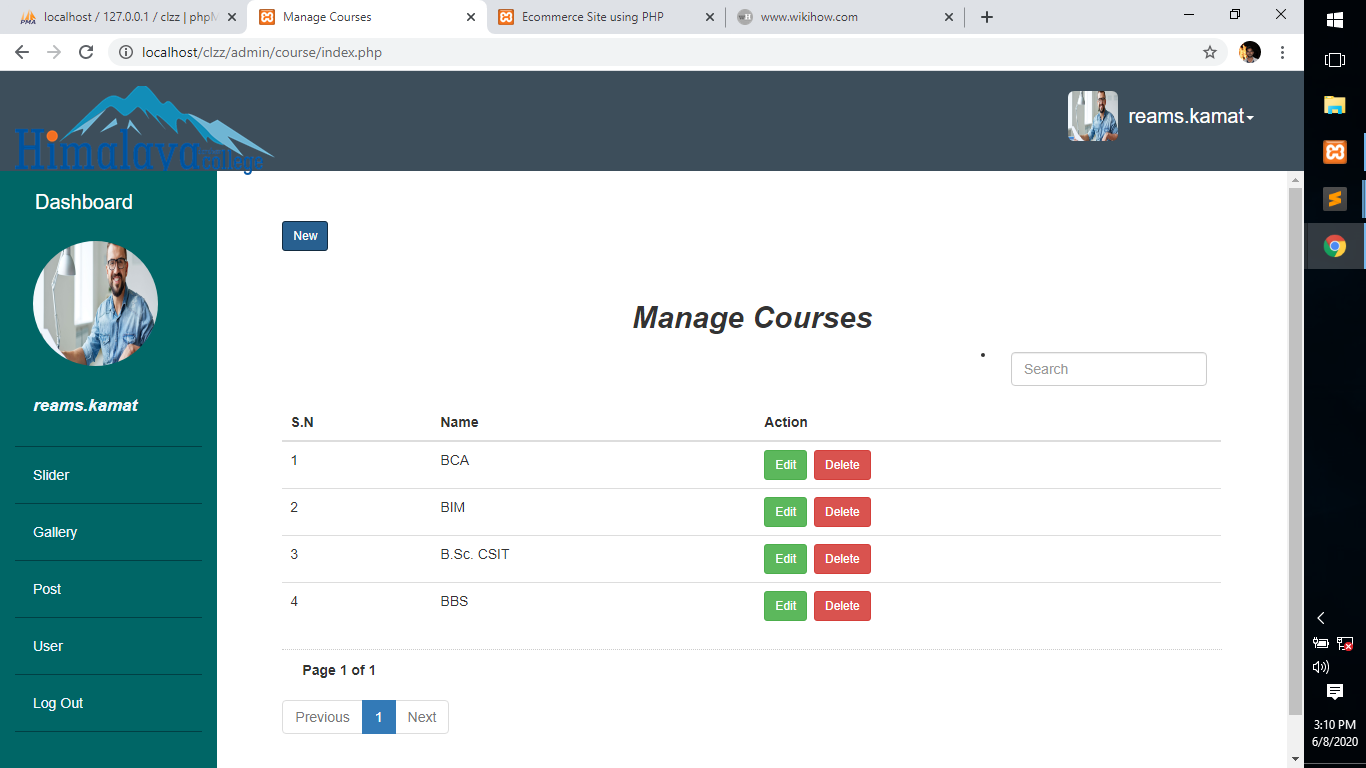 localhost / 127.0.0.1 / clzz | phpM
Manage Courses
Ecommerce Site using PHP
www.wikihow.com
localhost/clzz/admin/course/index.php
Himalaya
college
reams.kamat
Dashboard
reams.kamat
Slider
Gallery
Post
User
Log Out
New
Manage Courses
Search
S.N Name Action
1 BCA Edit Delete
2 BIM Edit Delete
3 B.Sc. CSIT Edit Delete
4 BBS Edit Delete
Page 1 of 1
Previous 1 Next
3:10 PM
6/8/2020